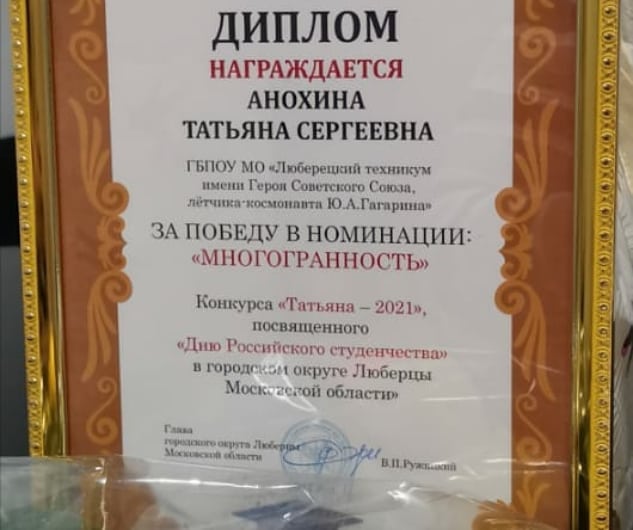 ДИПЛОМ
НАГРАЖДАЕТСЯ
АНОХИНА
ТАТЬЯНА СЕРГЕЕВНА
ГБПОУ МО «Люберецкий техникум
имени Героя Советского Союза,
лётчика-космонавта Ю.А.Гагарина»
ЗА ПОБЕДУ В НОМИНАЦИИ:
«МНОГОГРАННОСТЬ»
Конкурса «Татьяна – 2021»,
посвященного
«Дню Российского студенчества»
в городском округе Люберцы
Московской области»
Глава
городского округа Люберцы
Московской области
В.П.Ружицкий